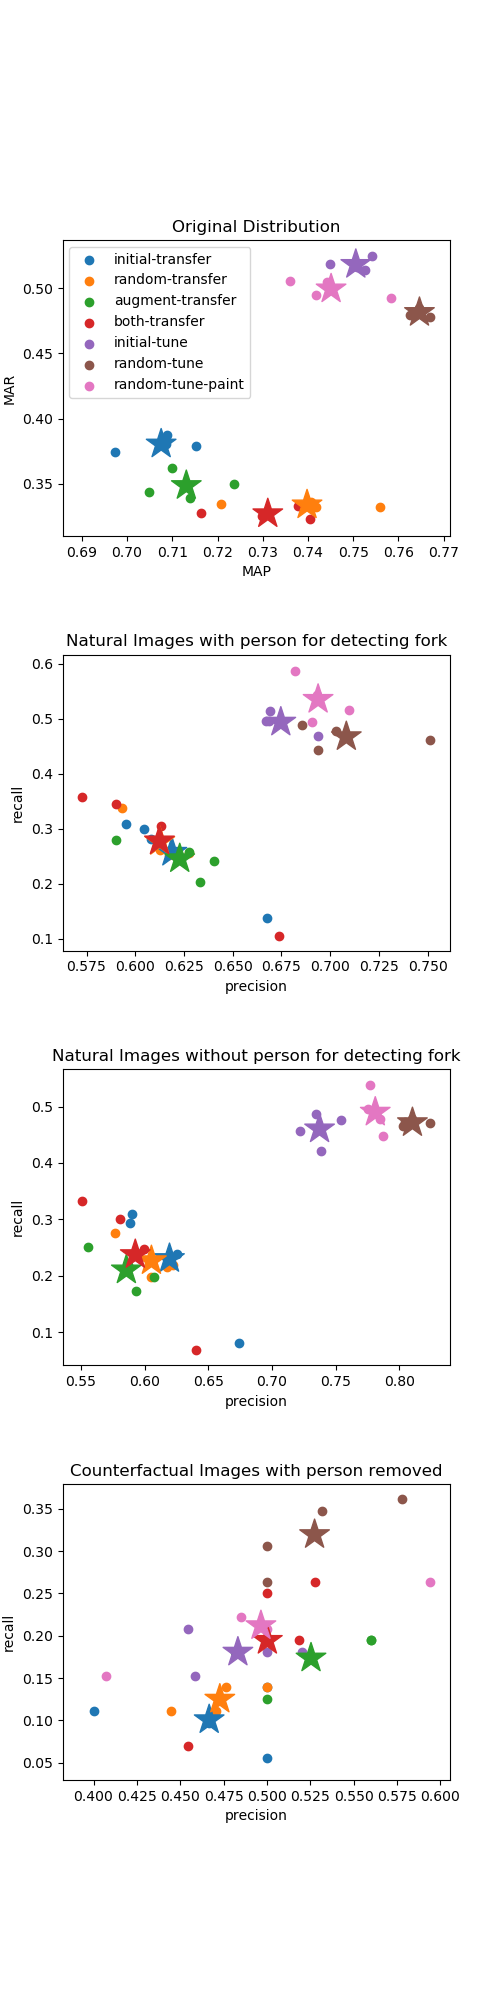 Original Distribution
initial-transfer
random-transfer
augment-transfer
both-transfer
initial-tune
random-tune
random-tune-paint
0.50
0.45
0.40
0.35
MAR
0.69 0.70 0.71 0.72 0.73 0.74 0.75 0.76 0.77
MAP
Natural Images with person for detecting fork
0.6
0.5
0.4
0.3
0.2
0.1
recall
0.575 0.600 0.625 0.650 0.675 0.700 0.725 0.750
precision
Natural Images without person for detecting fork
0.5
0.4
0.3
0.2
0.1
recall
0.55 0.60 0.65 0.70 0.75 0.80
precision
Counterfactual Images with person removed
0.35
0.30
0.25
0.20
0.15
0.10
0.05
recall
0.400 0.425 0.450 0.475 0.500 0.525 0.550 0.575 0.600
precision